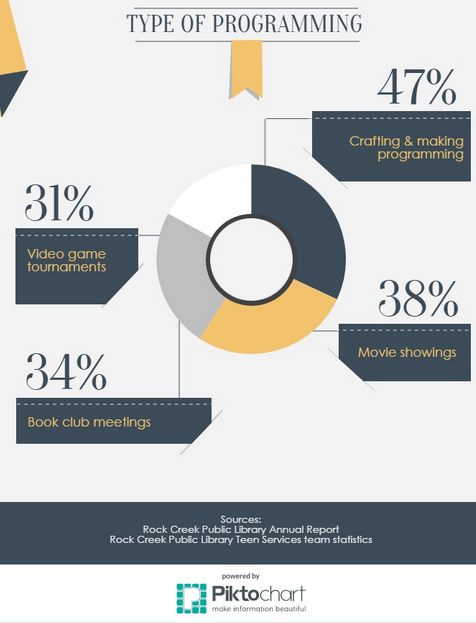 TYPE OF PROGRAMMING
47%
Crafting & making
programming
31%
Video game
tournaments
38%
Movie showings
34%
Book club meetings
Sources:
Rock Creek Public Library Annual Report
Rock Creek Public Library Teen Services team statistics
powered by
Piktochart
make information beautiful